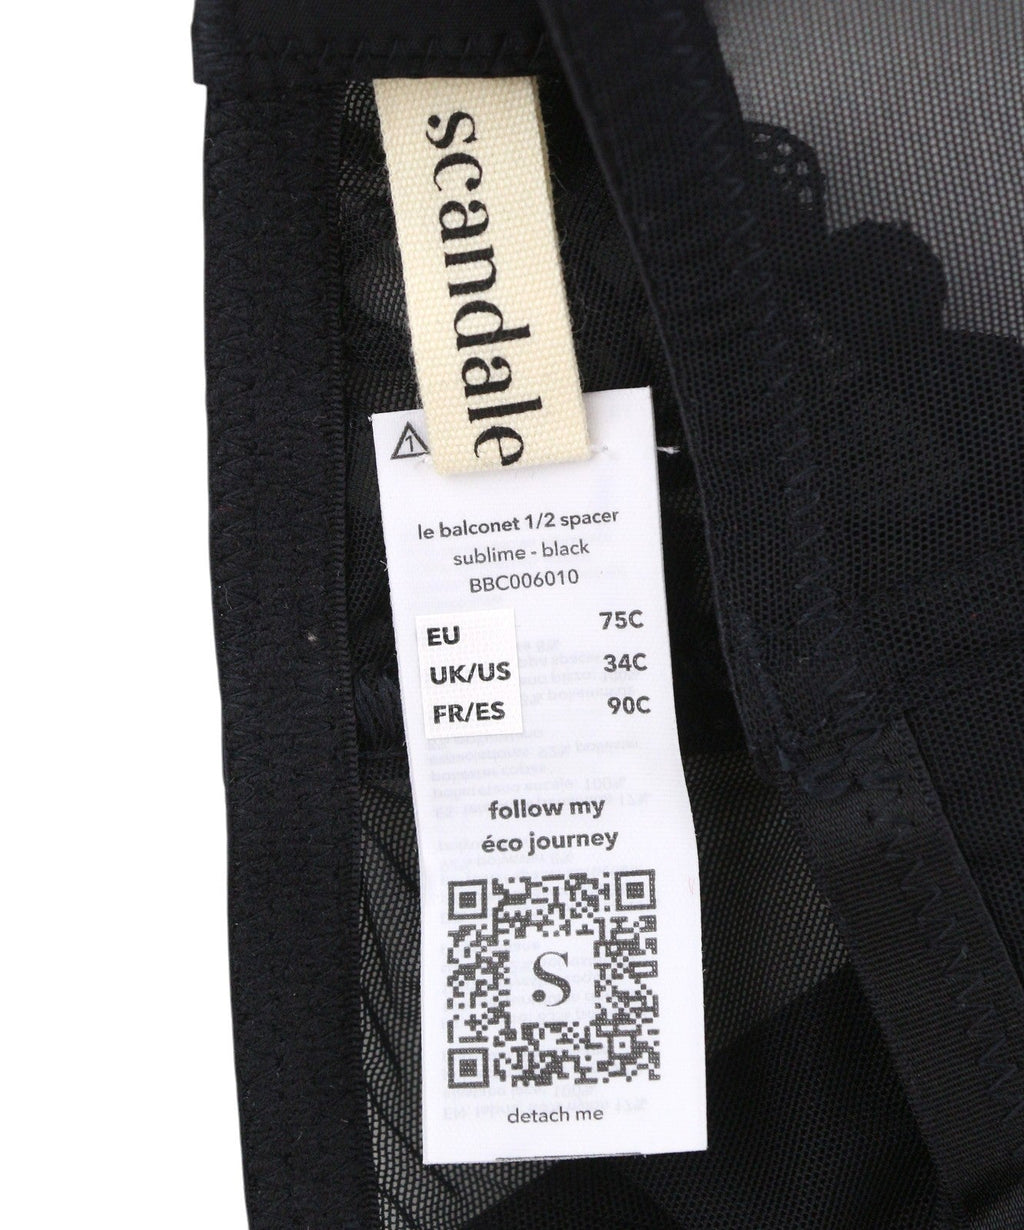 scandale
1
le balconet 1/2 spacer
sublime - black
BBC006010
EU 75C
UK/US 34C
FR/ES 90C
follow my
éco journey
S
detach me